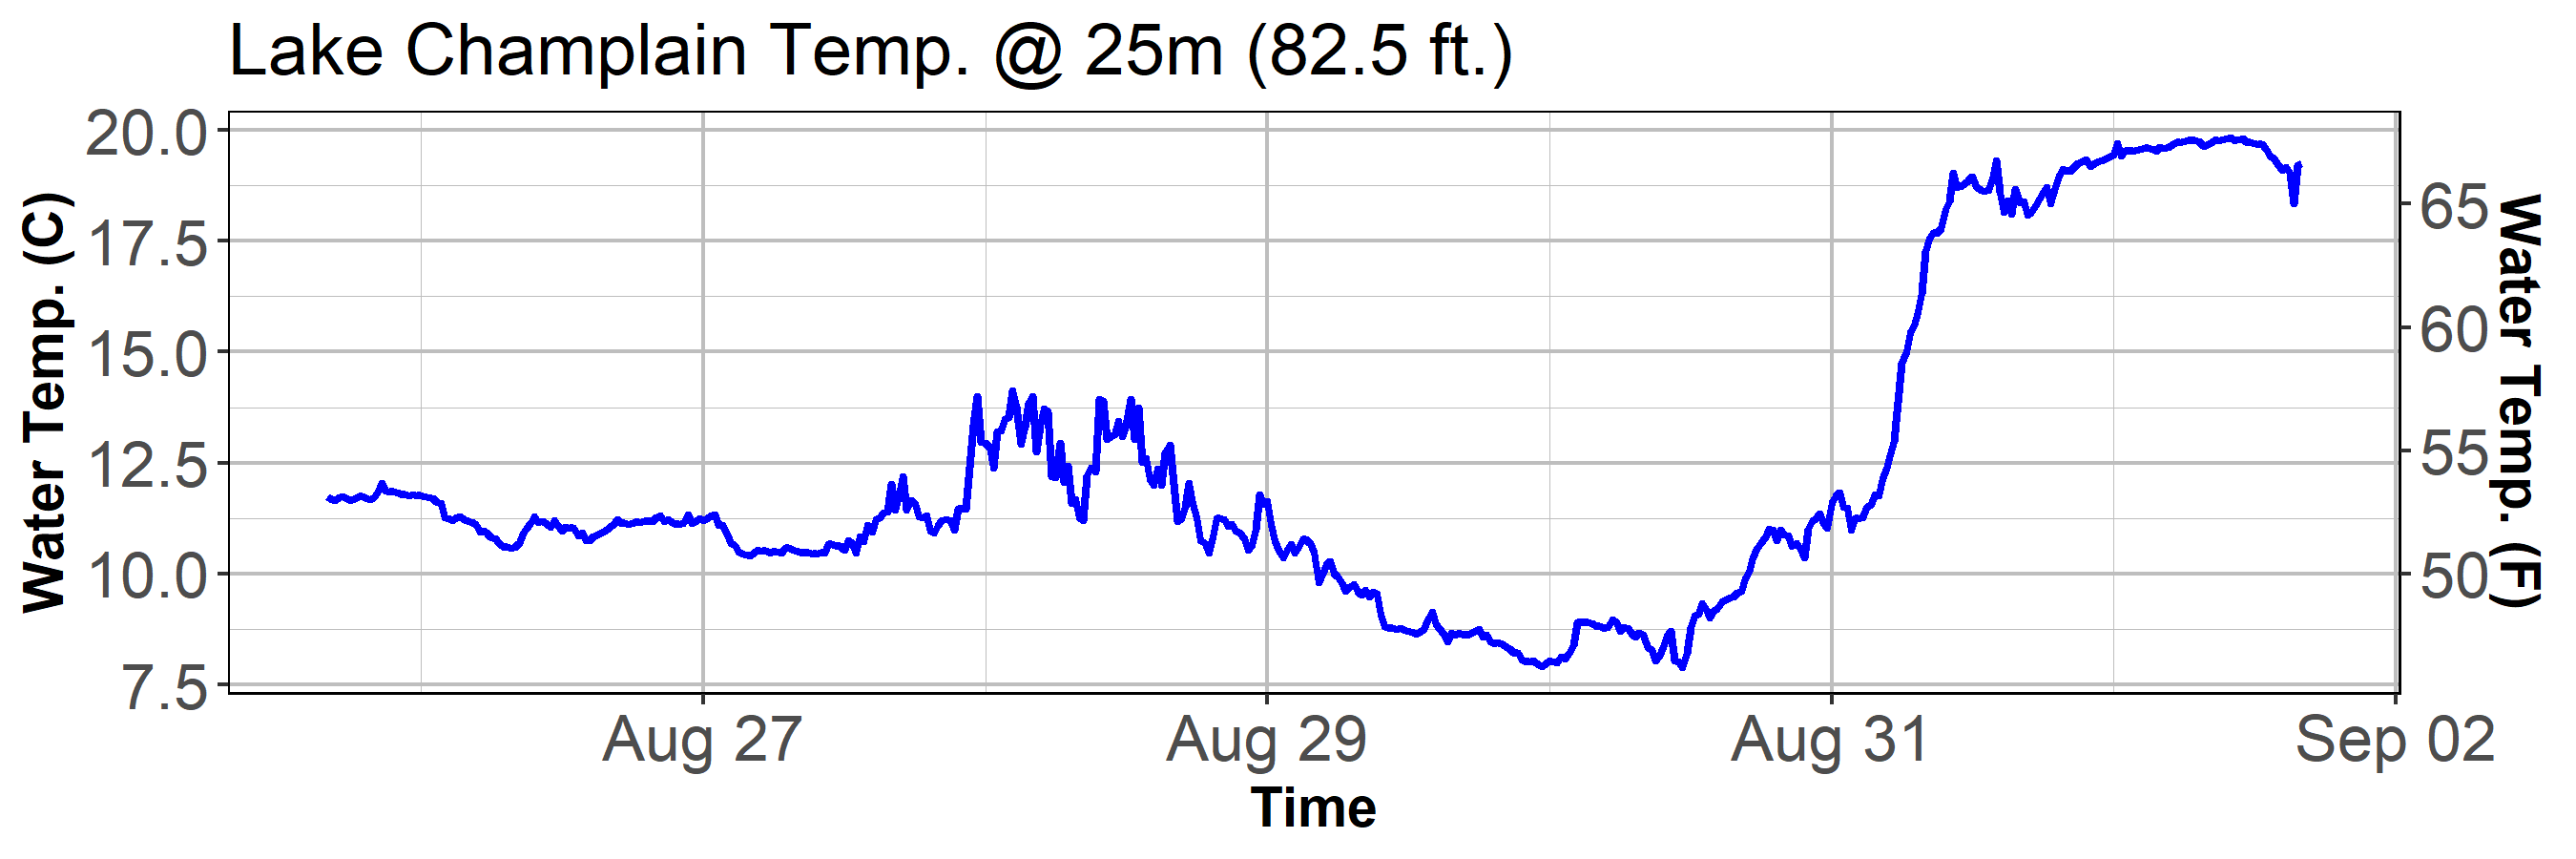 Lake Champlain Temp. @ 25m (82.5 ft.)
Water Temp. (C)
20.0
17.5
15.0
12.5
10.0
7.5
65
60
55
50
Water Temp. (F)
Aug 27 Aug 29 Aug 31 Sep 02
Time